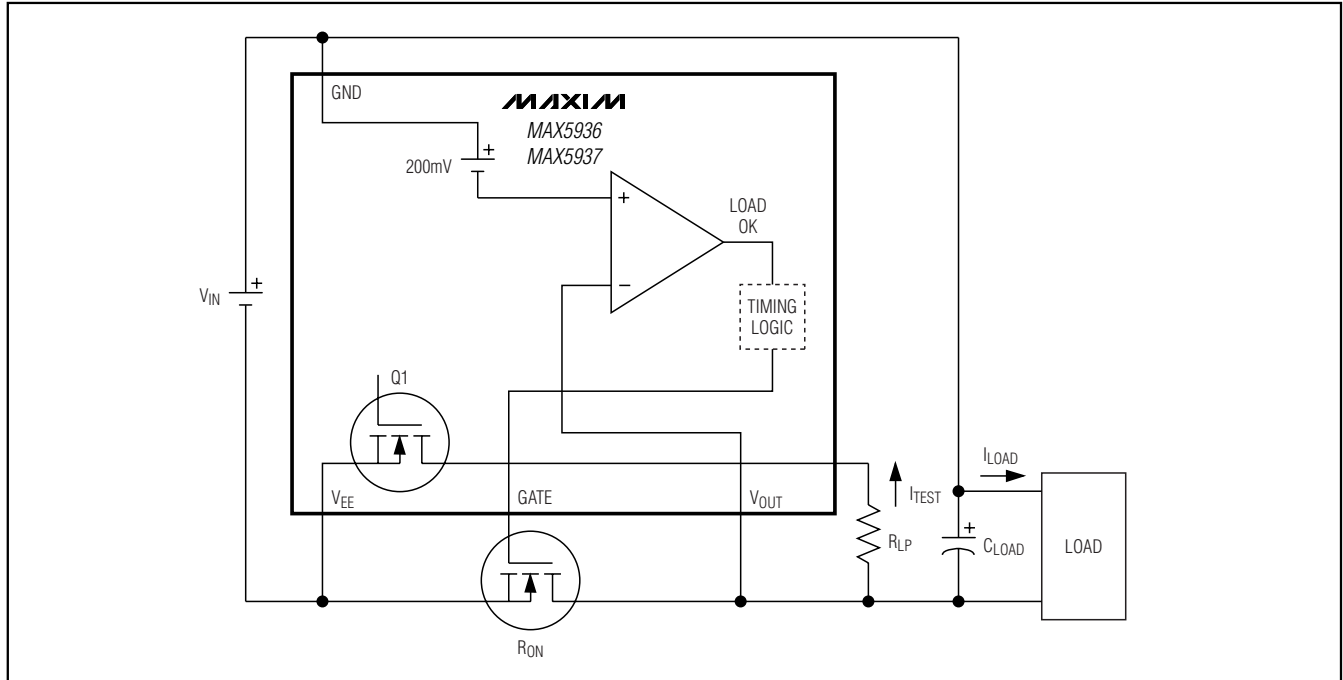 GND
MAXIM
MAX5936
MAX5937
+
200mV
+
LOAD
OK
−
VIN
+
TIMING
LOGIC
Q1
VEE
GATE
VOUT
ITEST
ILOAD
RLP
+
CLOAD
LOAD
RON